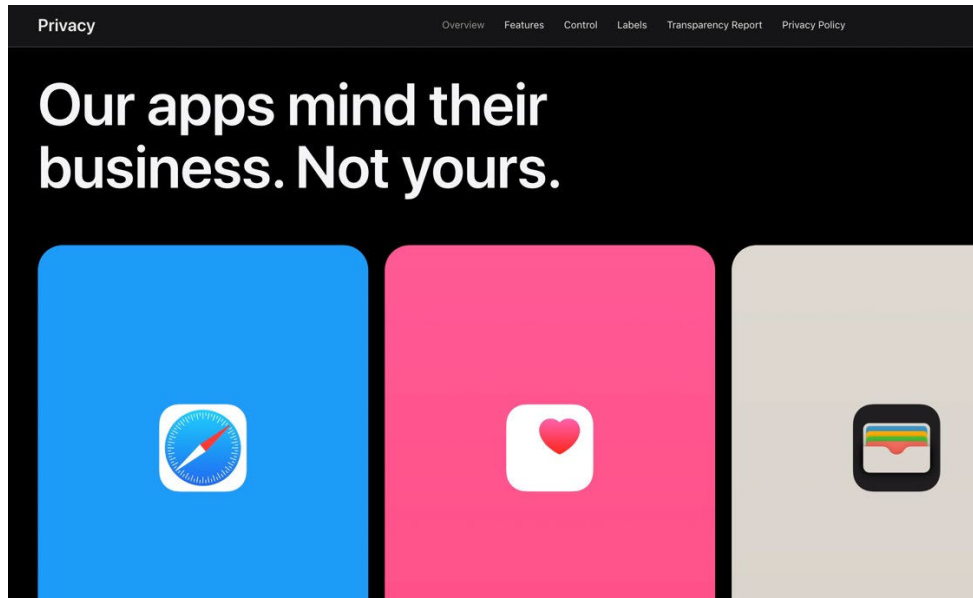 Privacy
Overview Features Control Labels Transparency Report Privacy Policy
Our apps mind their
business. Not yours.